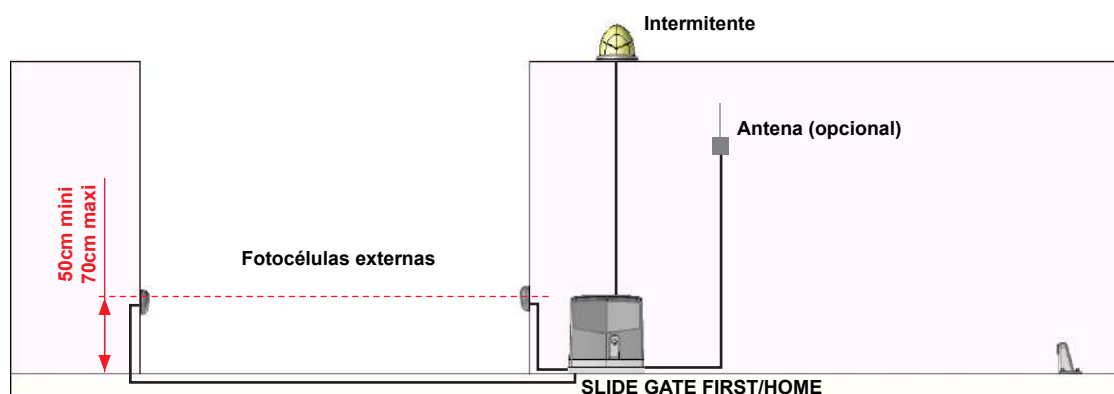 Intermitente
Antena (opcional)
50cm mini
70cm maxi
Fotocélulas externas
SLIDE GATE FIRST/HOME